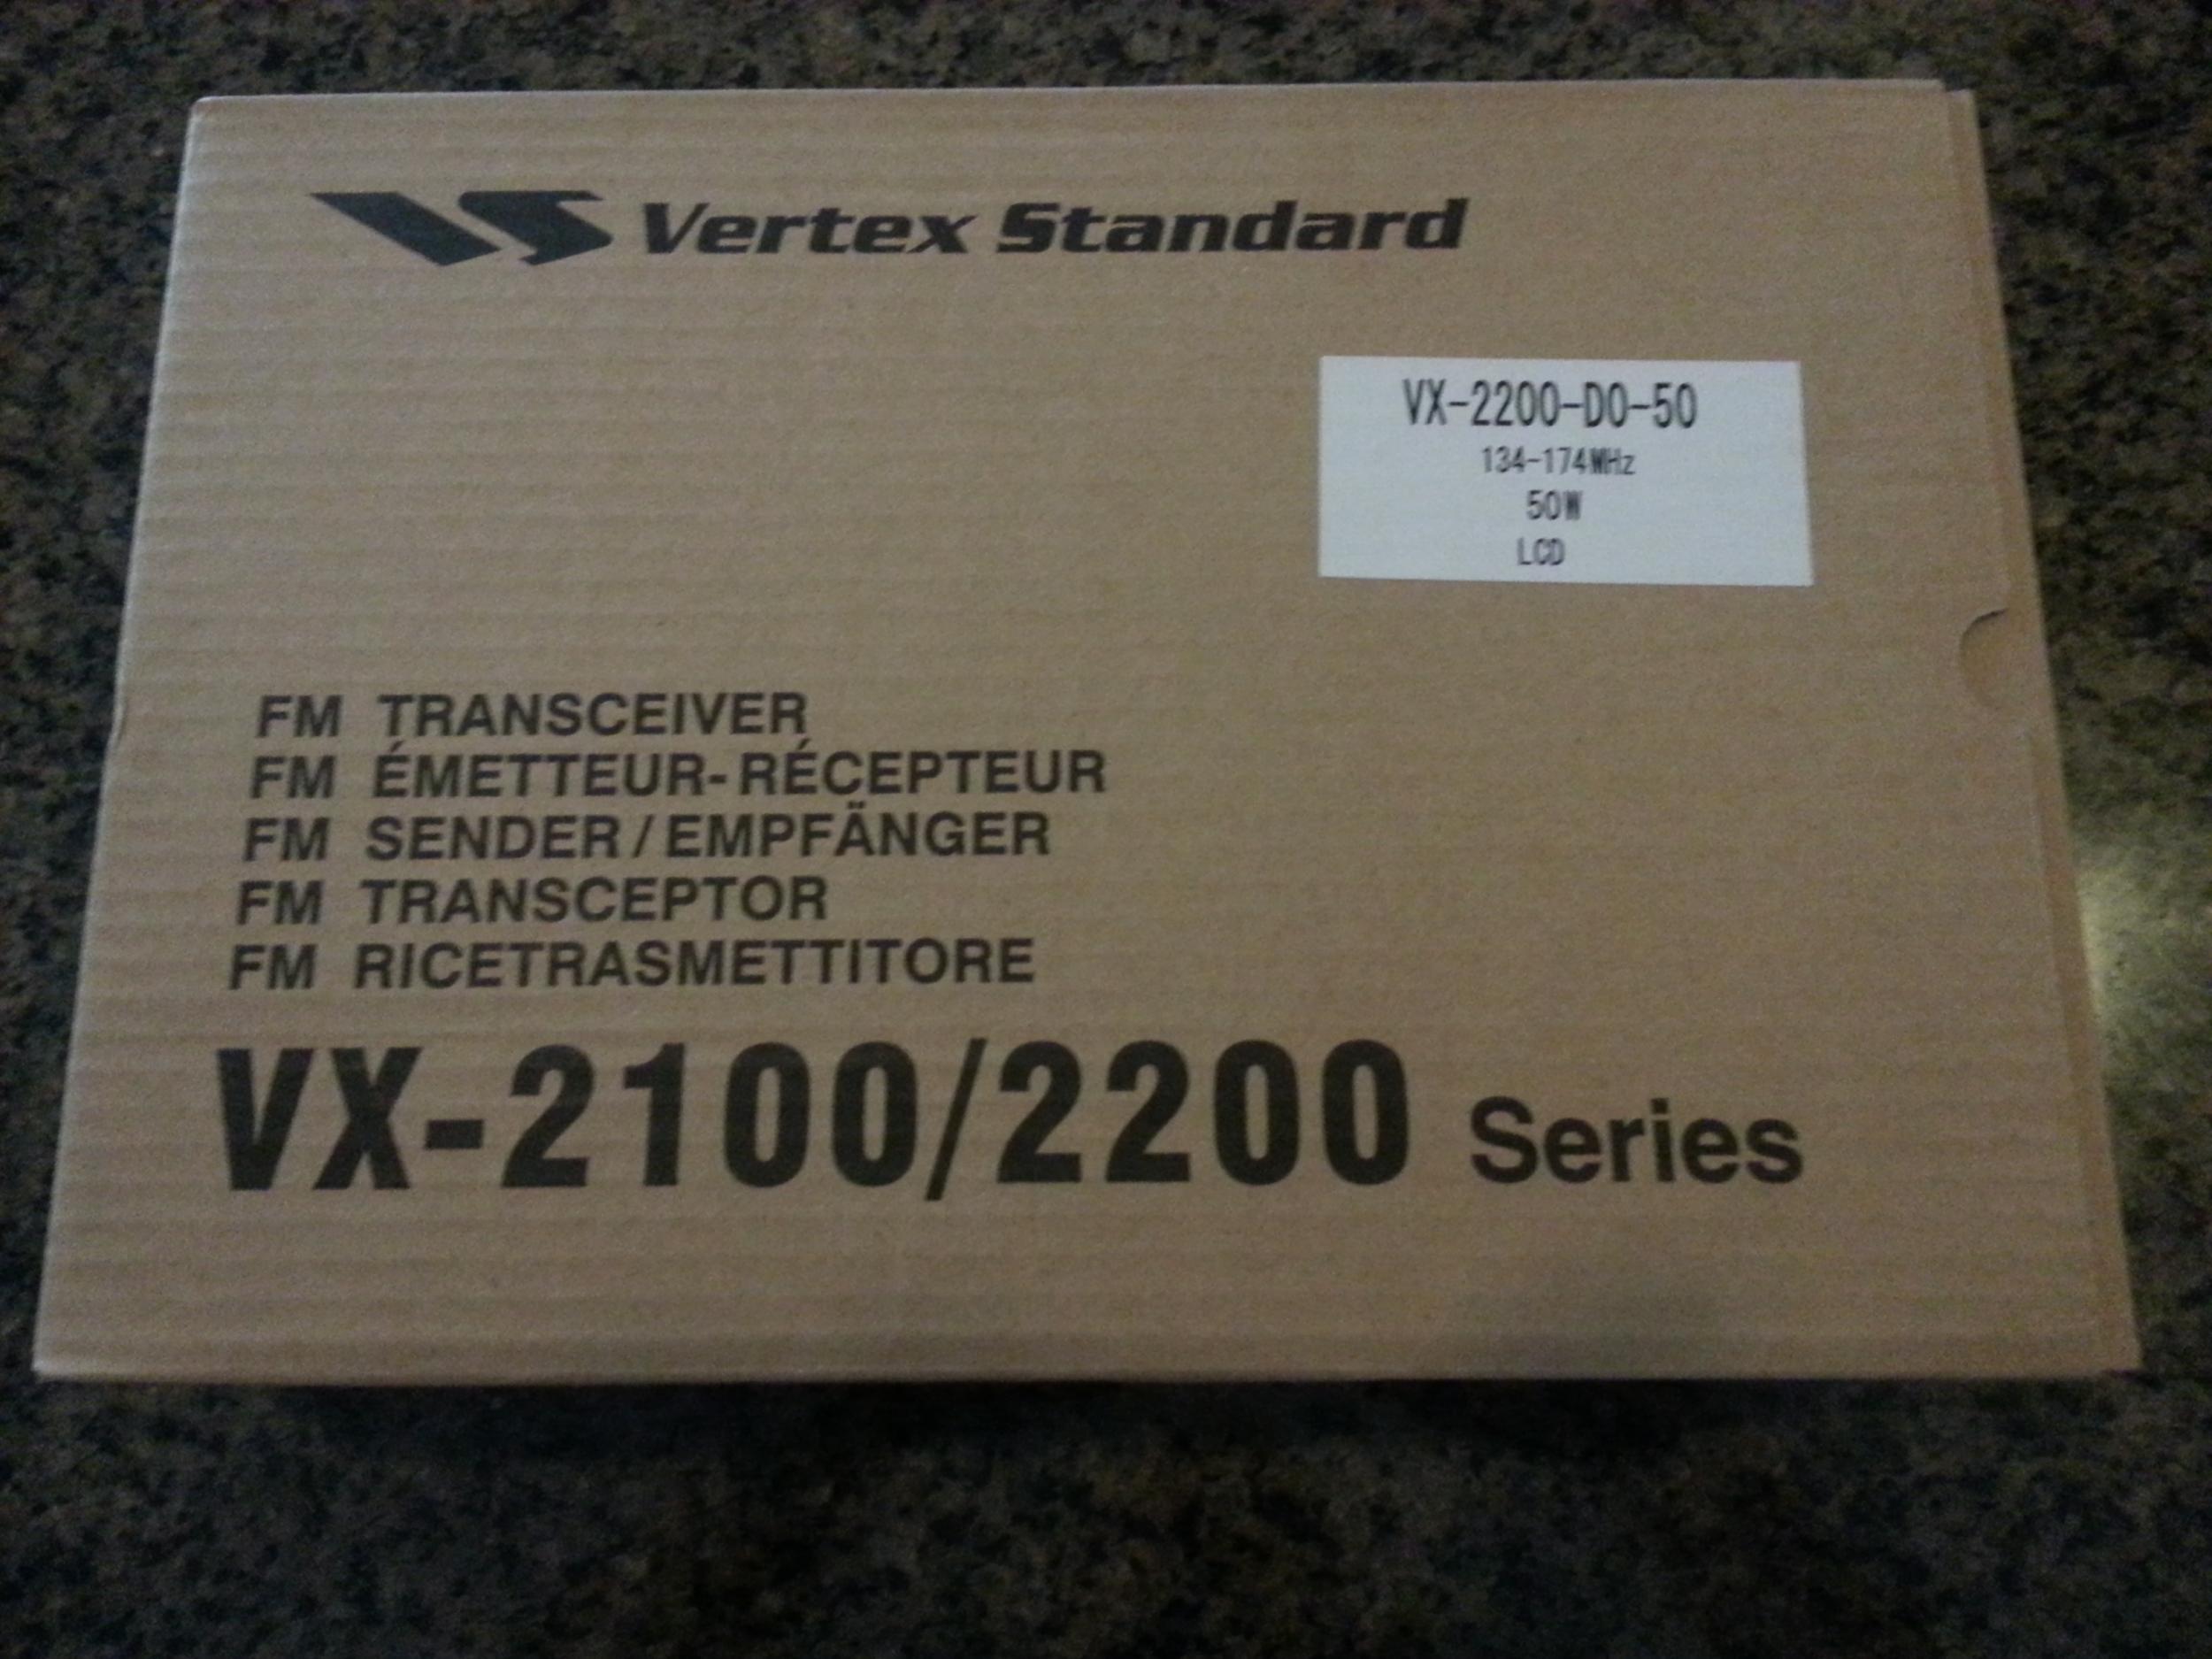 VS Vertex Standard
VX-2200-D0-50
134-174MHz
50W
LCD
FM TRANSCEIVER
FM ÉMETTEUR-RÉCEPTEUR
FM SENDER/EMPFÄNGER
FM TRANSCEPTOR
FM RICETRASMETTITORE
VX-2100/2200 Series